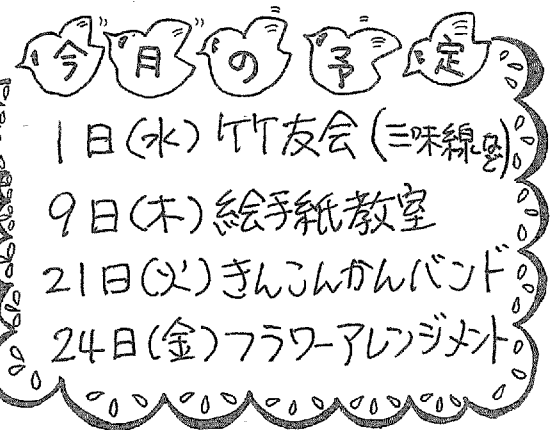 今月の予定
1日(水)竹友会(三味線など)
9日(木)絵手紙教室
21日(火)きんこんかんバンド
24日(金)フラワーアレンジメント